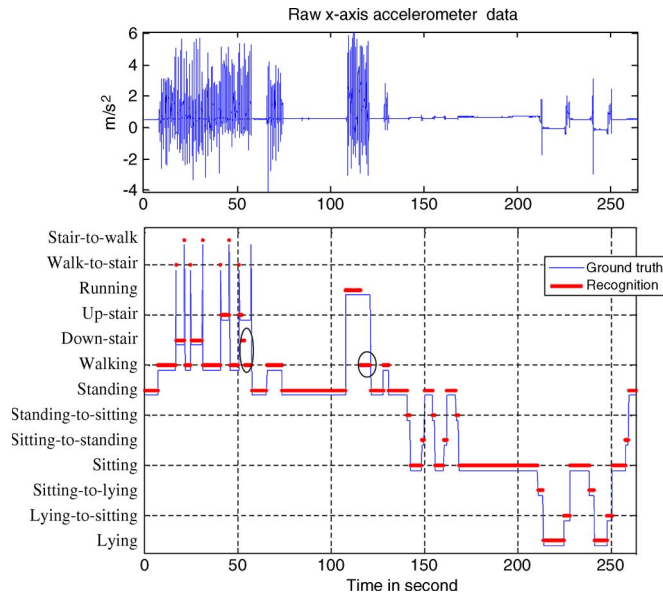 Raw x-axis accelerometer data
6
4
2
0
-2
-4
m/s²
0 50 100 150 200 250
Stair-to-walk
Walk-to-stair
Running
Up-stair
Down-stair
Walking
Standing
Standing-to-sitting
Sitting-to-standing
Sitting
Sitting-to-lying
Lying-to-sitting
Lying
Ground truth
Recognition
0 50 100 150 200 250
Time in second